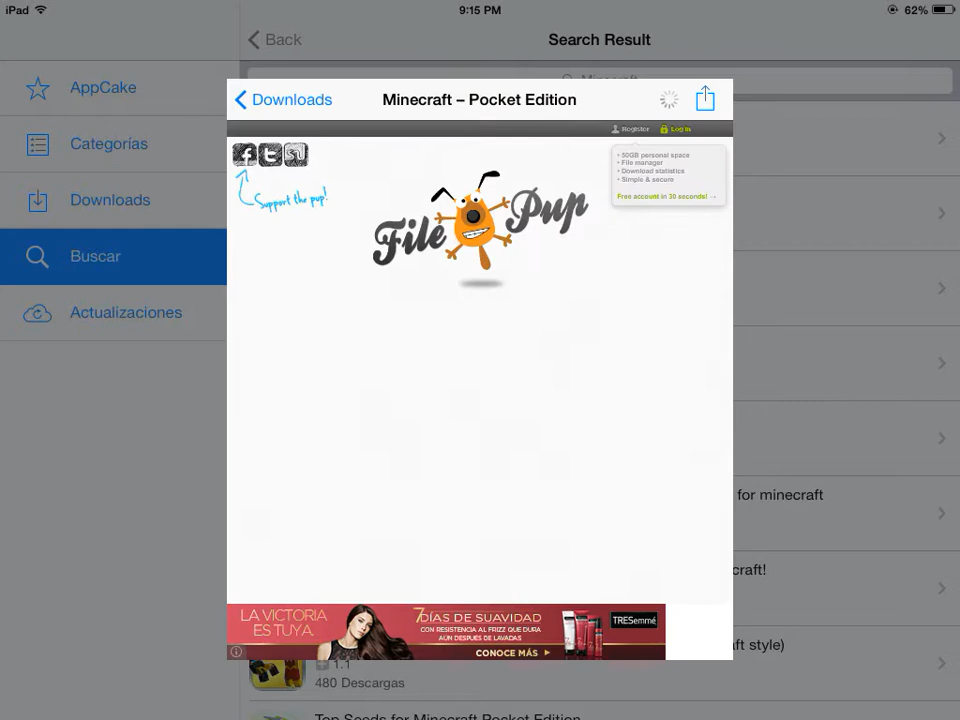 iPad
9:15 PM
62%
Back
Search Result
Minecraft
AppCake
Categorías
Downloads
Buscar
Actualizaciones
Downloads
Minecraft – Pocket Edition
Register
Log in
• 50GB personal space
• File manager
• Download statistics
• Simple & secure
Free account in 30 seconds! →
Support the pup!
File Pup
for minecraft
craft!
aft style)
LA VICTORIA
ES TUYA.
7 DÍAS DE SUAVIDAD
CON RESISTENCIA AL FRIZZ QUE DURA
AÚN DESPUÉS DE LAVADAS
CONOCE MÁS
TRESemmé
1.1
480 Descargas
Top Seeds for Minecraft Pocket Edition